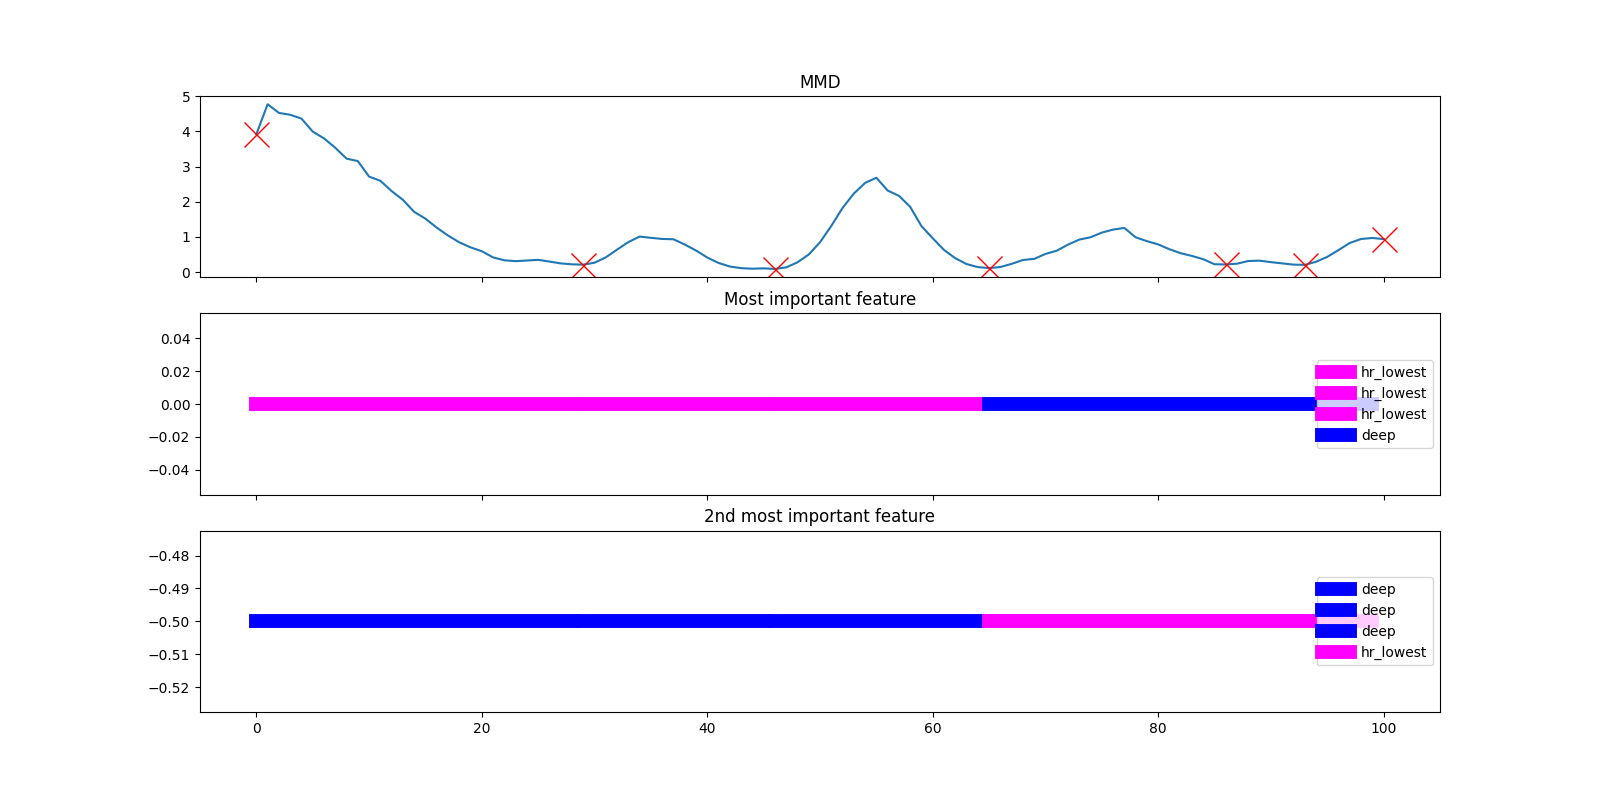 MMD
5
4
3
2
1
0
Most important feature
0.04
0.02
0.00
−0.02
−0.04
hr_lowest
hr_lowest
hr_lowest
deep
2nd most important feature
−0.48
−0.49
−0.50
−0.51
−0.52
deep
deep
deep
hr_lowest
0 20 40 60 80 100